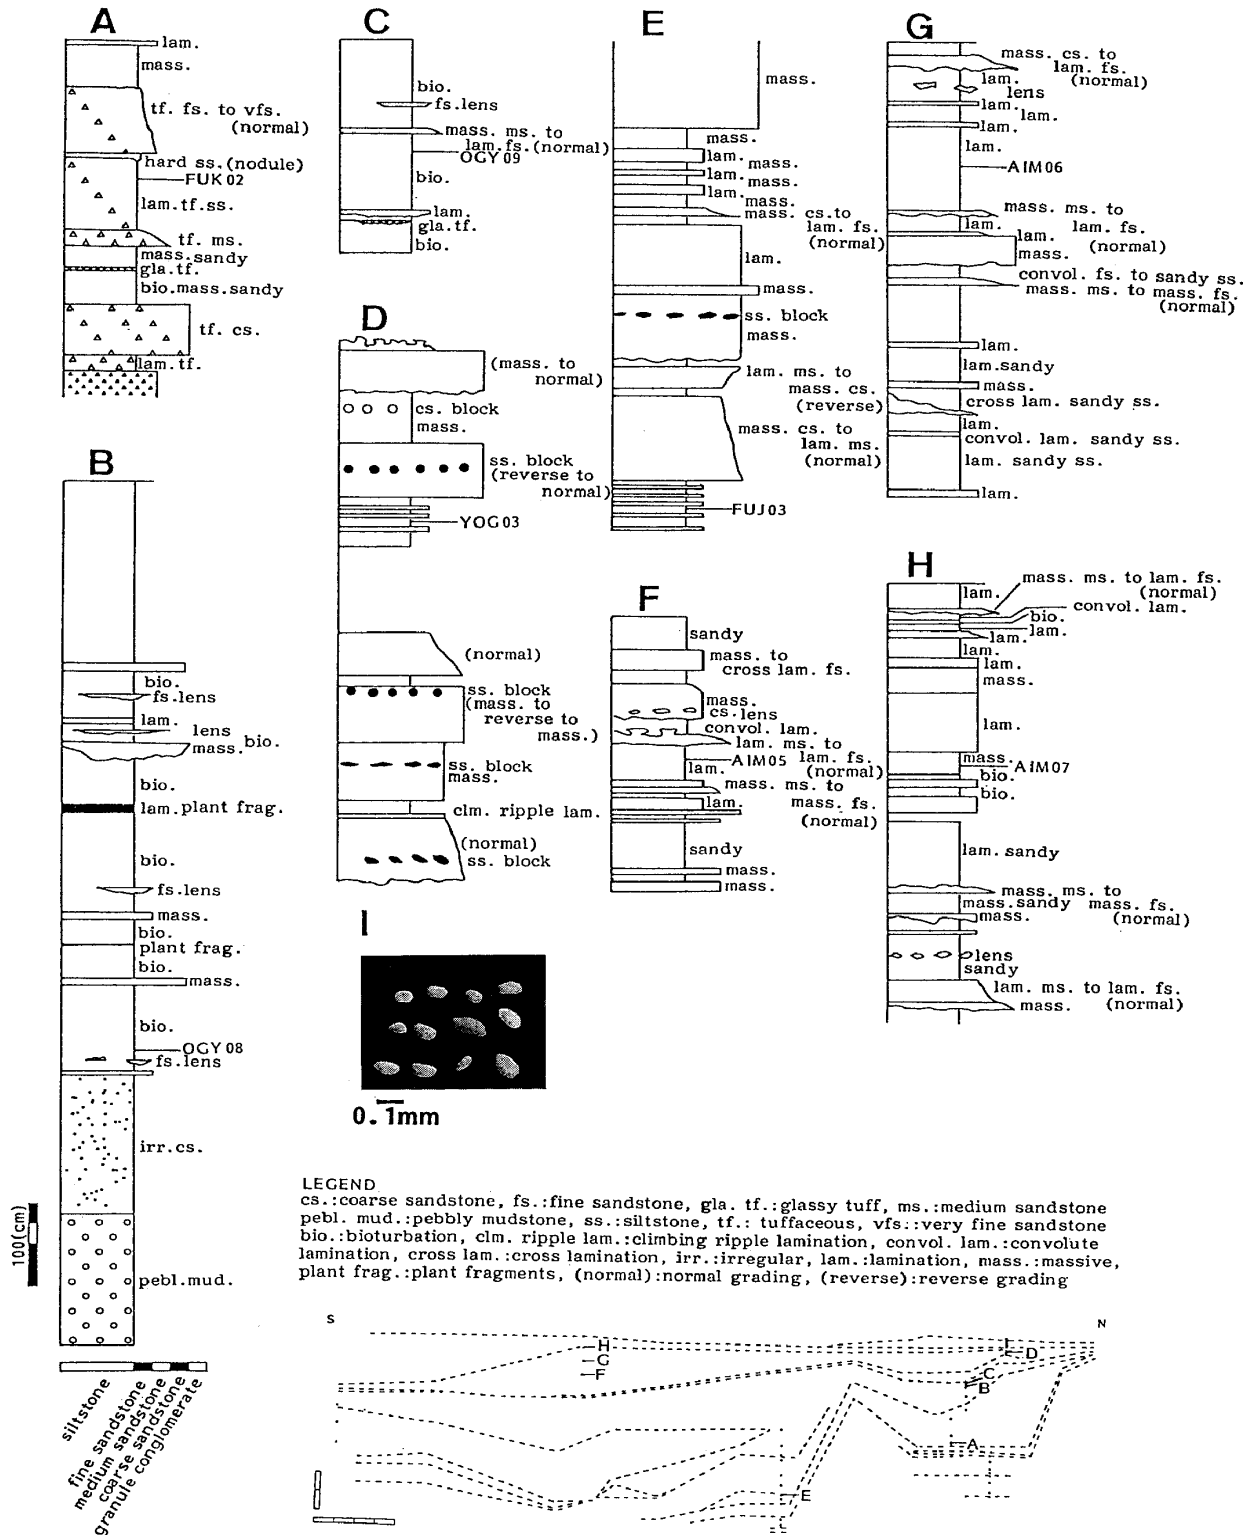 A
lam.
mass.
tf. fs. to vfs.
(normal)
hard ss.(nodule)
FUK02
lam.tf.ss.
tf. ms.
mass.sandy
gla.tf.
bio.mass.sandy
tf. cs.
lam.tf.
B
bio.
fs.lens
lam.
lens
mass. bio.
bio.
lam. plant frag.
bio.
fs.lens
mass.
bio.
plant frag.
bio.
mass.
bio.
OGY08
fs.lens
irr.cs.
pebl.mud.
100(cm)
siltstone
fine sandstone
medium sandstone
coarse sandstone
granule conglomerate
C
bio.
fs.lens
mass. ms. to
lam.fs.(normal)
OGY09
bio.
lam.
gla.tf.
bio.
D
(mass. to
normal)
cs. block
mass.
ss. block
(reverse to
normal)
YOG03
(normal)
ss. block
(mass. to
reverse to
mass.)
ss. block
mass.
clm. ripple lam.
(normal)
ss. block
I
0.1mm
E
mass.
mass.
lam.
mass.
lam.
mass.
lam.
mass.
mass. cs.to
lam. fs.
(normal)
lam.
mass.
ss. block
mass.
lam. ms. to
mass. cs.
(reverse)
mass. cs. to
lam. ms.
(normal)
FUJ03
F
sandy
mass. to
cross lam. fs.
mass.
cs.lens
convol. lam.
lam. ms. to
AIM05 lam. fs.
lam. (normal)
mass. ms. to
lam. mass. fs.
(normal)
sandy
mass.
mass.
G
mass. cs. to
lam. fs.
(normal)
lam.
lens
lam.
lam.
lam.
lam.
AIM06
mass. ms. to
lam. lam. fs.
lam. (normal)
mass.
convol. fs. to sandy ss.
mass. ms. to mass. fs.
(normal)
lam.
lam.sandy
mass.
cross lam. sandy ss.
lam.
convol. lam. sandy ss.
lam. sandy ss.
lam.
H
mass. ms. to lam. fs.
(normal)
lam.
convol. lam.
bio.
lam.
lam.
lam.
lam.
mass.
lam.
mass.
AIM07
bio.
bio.
lam.sandy
mass. ms. to
mass.sandy mass. fs.
mass. (normal)
lens
sandy
lam. ms. to lam. fs.
mass. (normal)
LEGEND
cs.:coarse sandstone, fs.:fine sandstone, gla. tf.:glassy tuff, ms.:medium sandstone
pebl. mud.:pebbly mudstone, ss.:siltstone, tf.: tuffaceous, vfs.:very fine sandstone
bio.:bioturbation, clm. ripple lam.:climbing ripple lamination, convol. lam.:convolute
lamination, cross lam.:cross lamination, irr.:irregular, lam.:lamination, mass.:massive,
plant frag.:plant fragments, (normal):normal grading, (reverse):reverse grading
S
N
H
G
F
I
D
C
B
A
E